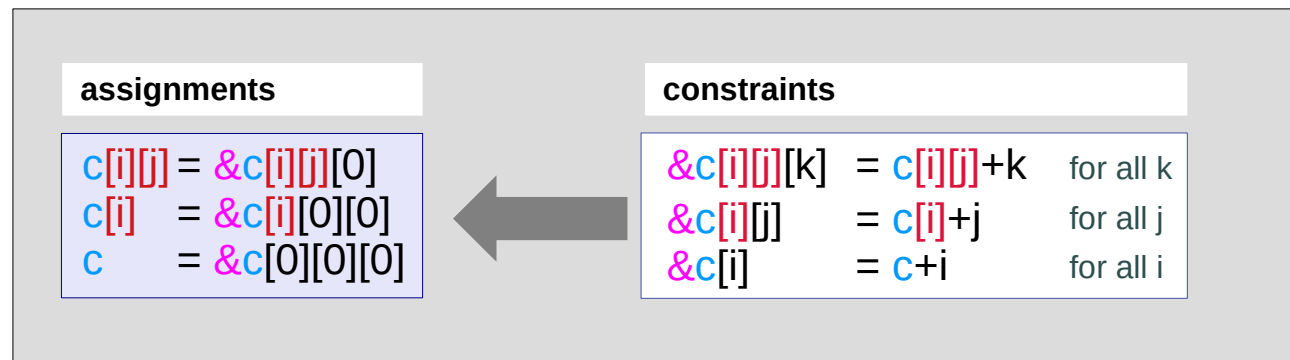 assignments
c[i][j] = &c[i][j][0]
c[i] = &c[i][0][0]
c = &c[0][0][0]
constraints
&c[i][j][k] = c[i][j]+k for all k
&c[i][j] = c[i]+j for all j
&c[i] = c+i for all i